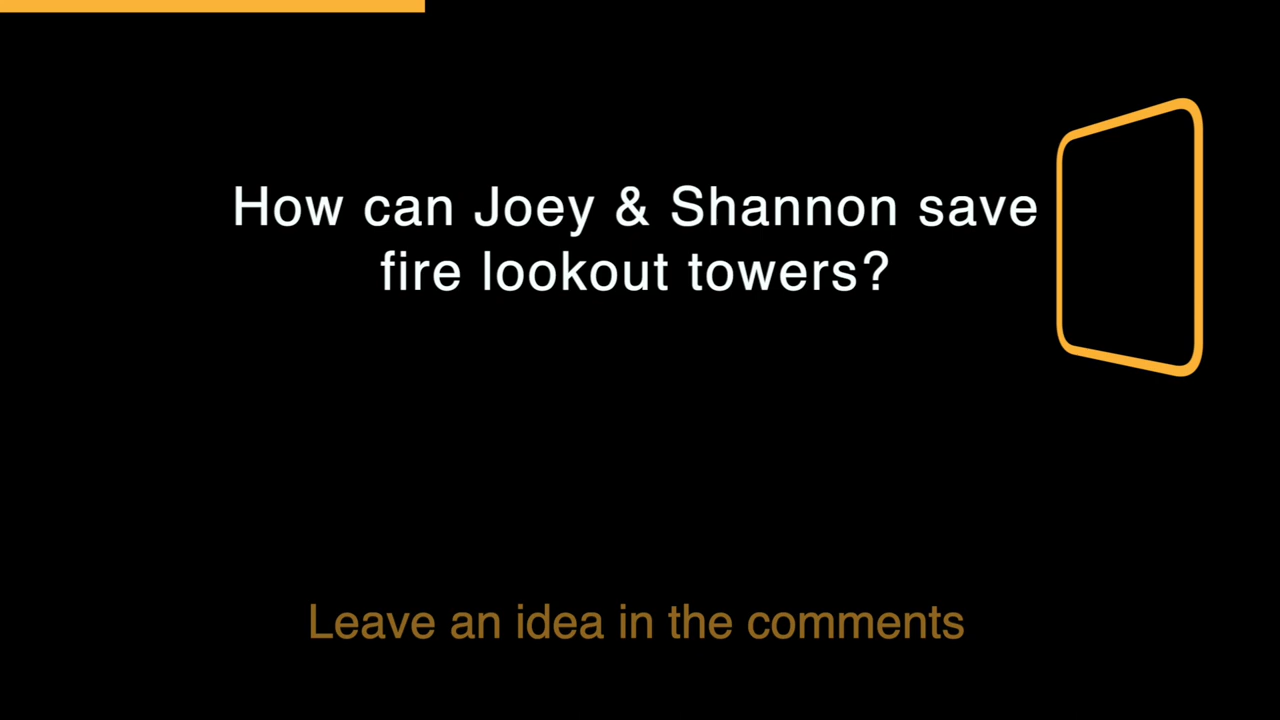 How can Joey & Shannon save
fire lookout towers?
Leave an idea in the comments